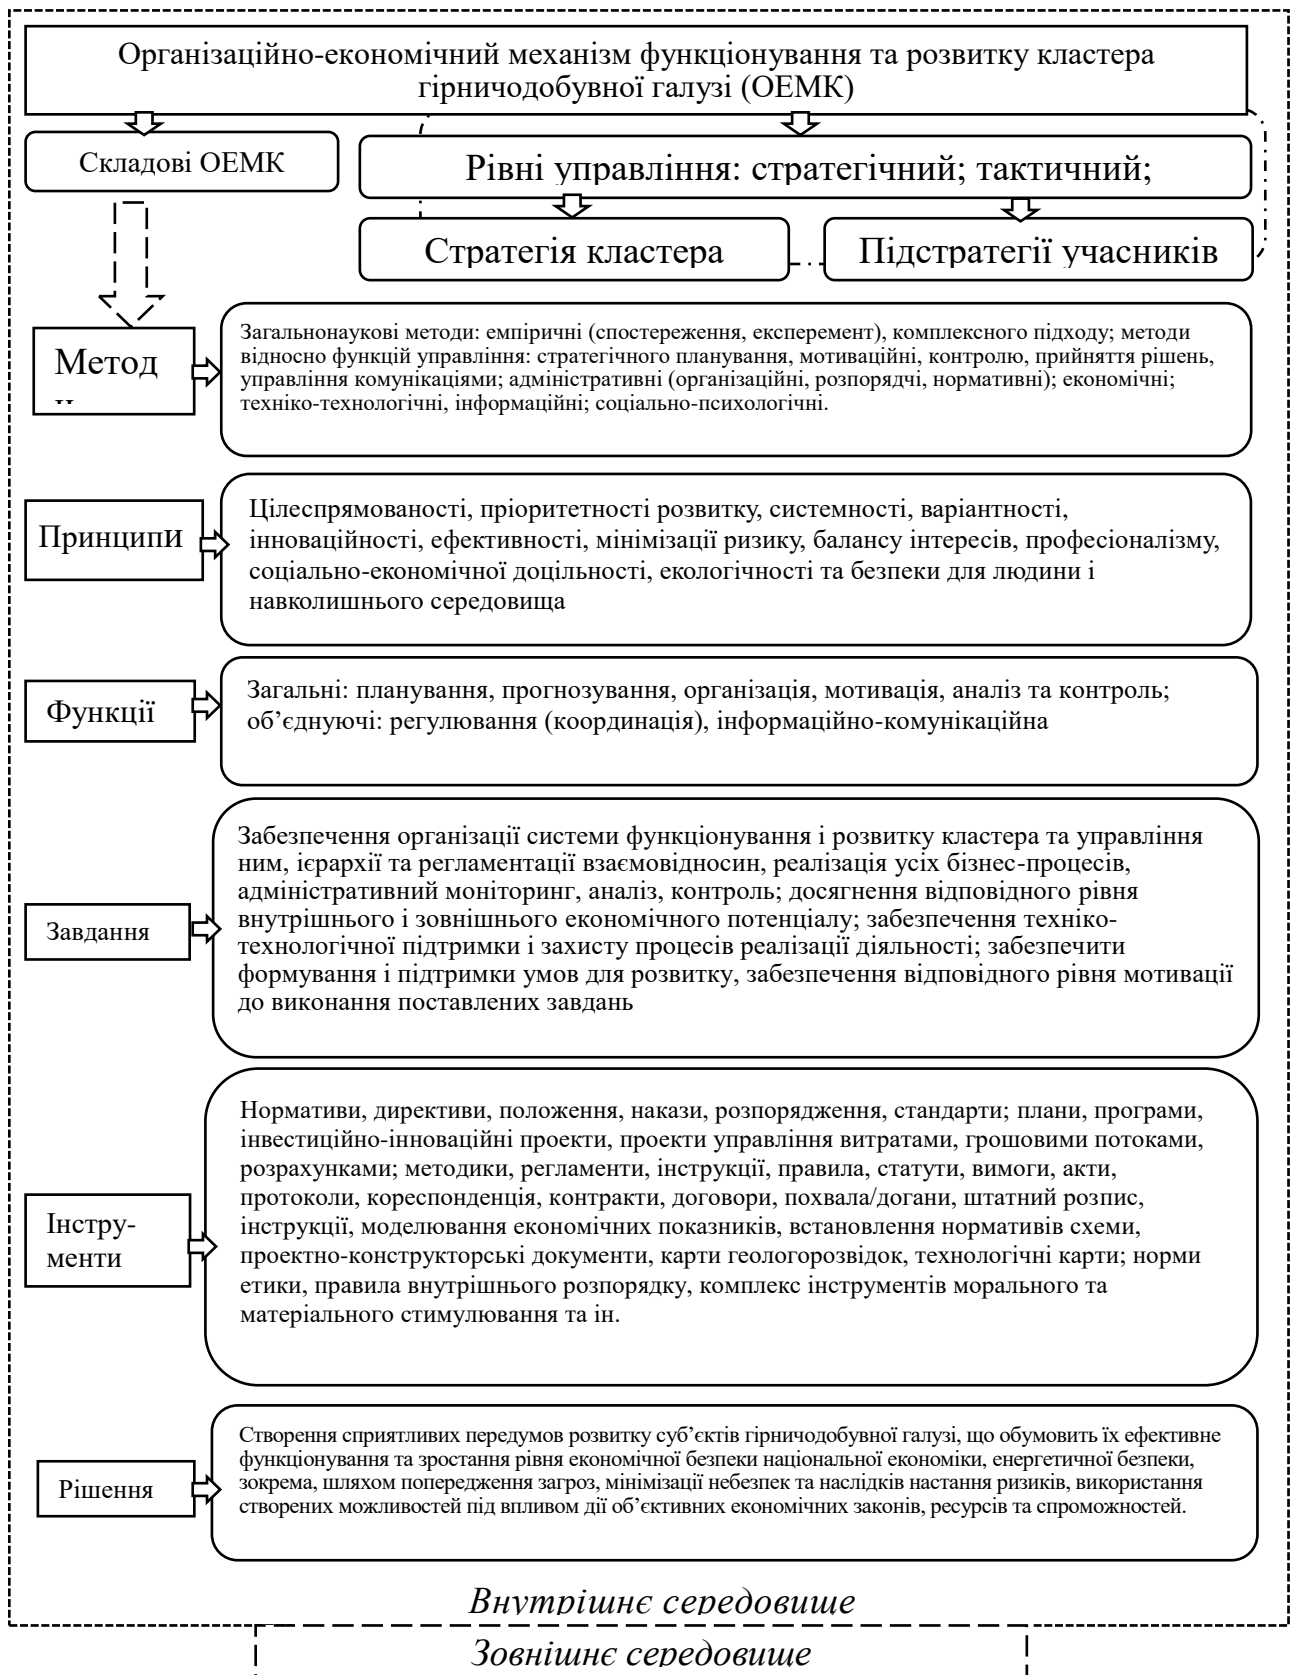 Організаційно-економічний механізм функціонування та розвитку кластера
гірничодобувної галузі (ОЕМК)
Складові ОЕМК
Рівні управління: стратегічний; тактичний;
Стратегія кластера
Підстратегії учасників
Метод
Загальнонаукові методи: емпіричні (спостереження, експеремент), комплексного підходу; методи
відносно функцій управління: стратегічного планування, мотиваційні, контролю, прийняття рішень,
управління комунікаціями; адміністративні (організаційні, розпорядчі, нормативні); економічні;
техніко-технологічні, інформаційні; соціально-психологічні.
Принципи
Цілеспрямованості, пріоритетності розвитку, системності, варіантності,
інноваційності, ефективності, мінімізації ризику, балансу інтересів, професіоналізму,
соціально-економічної доцільності, екологічності та безпеки для людини і
навколишнього середовища
Функції
Загальні: планування, прогнозування, організація, мотивація, аналіз та контроль;
об’єднуючі: регулювання (координація), інформаційно-комунікаційна
Завдання
Забезпечення організації системи функціонування і розвитку кластера та управління
ним, ієрархії та регламентації взаємовідносин, реалізація усіх бізнес-процесів,
адміністративний моніторинг, аналіз, контроль; досягнення відповідного рівня
внутрішнього і зовнішнього економічного потенціалу; забезпечення техніко-
технологічної підтримки і захисту процесів реалізації діяльності; забезпечити
формування і підтримки умов для розвитку, забезпечення відповідного рівня мотивації
до виконання поставлених завдань
Інстру-
менти
Нормативи, директиви, положення, накази, розпорядження, стандарти; плани, програми,
інвестиційно-інноваційні проекти, проекти управління витратами, грошовими потоками,
розрахунками; методики, регламенти, інструкції, правила, статути, вимоги, акти,
протоколи, кореспонденція, контракти, договори, похвала/догани, штатний розпис,
інструкції, моделювання економічних показників, встановлення нормативів схеми,
проектно-конструкторські документи, карти геологорозвідок, технологічні карти; норми
етики, правила внутрішнього розпорядку, комплекс інструментів морального та
матеріального стимулювання та ін.
Рішення
Створення сприятливих передумов розвитку суб’єктів гірничодобувної галузі, що обумовить їх ефективне
функціонування та зростання рівня економічної безпеки національної економіки, енергетичної безпеки,
зокрема, шляхом попередження загроз, мінімізації небезпек та наслідків настання ризиків, використання
створених можливостей під впливом дії об’єктивних економічних законів, ресурсів та спроможностей.
Внутрішнє середовище
Зовнішнє середовище